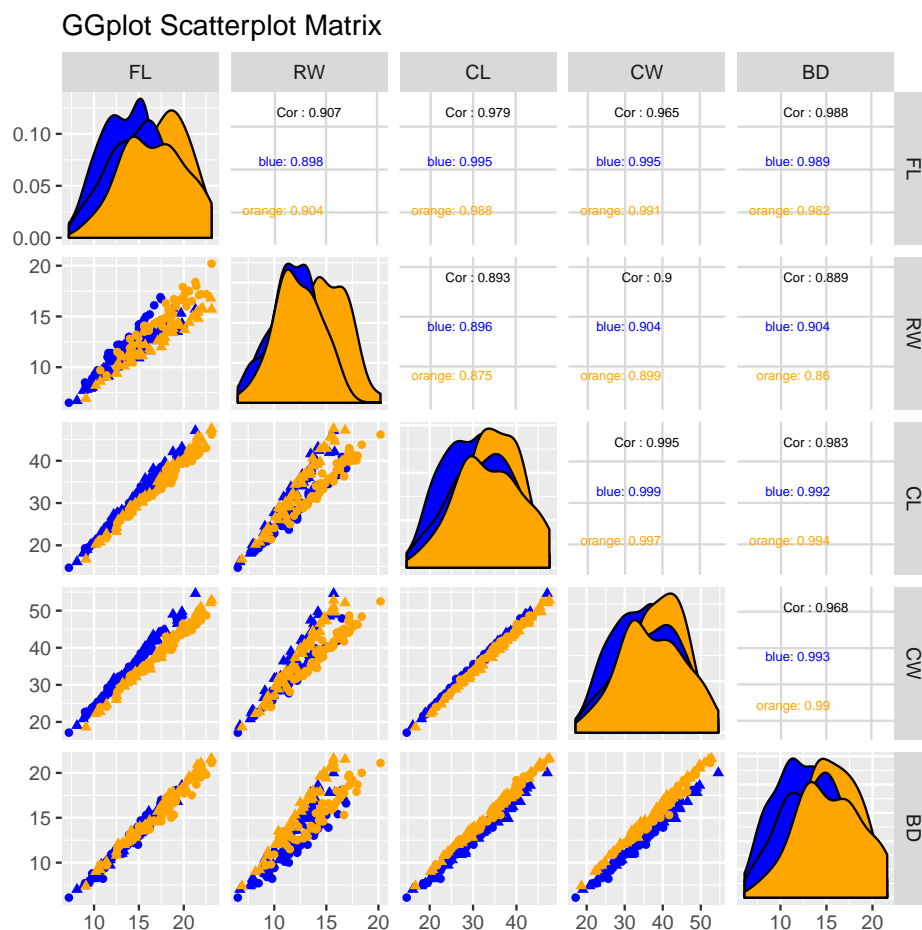 GGplot Scatterplot Matrix
FL RW CL CW BD
Cor : 0.907 Cor : 0.979 Cor : 0.965 Cor : 0.988
0.10
blue: 0.898 blue: 0.995 blue: 0.995 blue: 0.989
FL
0.05
orange: 0.904 orange: 0.988 orange: 0.991 orange: 0.982
0.00
20
Cor : 0.893 Cor : 0.9 Cor : 0.889
15
blue: 0.896 blue: 0.904 blue: 0.904
RW
10
orange: 0.875 orange: 0.899 orange: 0.86
40
Cor : 0.995 Cor : 0.983
30
blue: 0.999 blue: 0.992
CL
20
orange: 0.997 orange: 0.994
50
Cor : 0.968
40
blue: 0.993
CW
30
orange: 0.99
20
20
15
BD
10
10 15 20 10 15 20 20 30 40 20 30 40 50 10 15 20